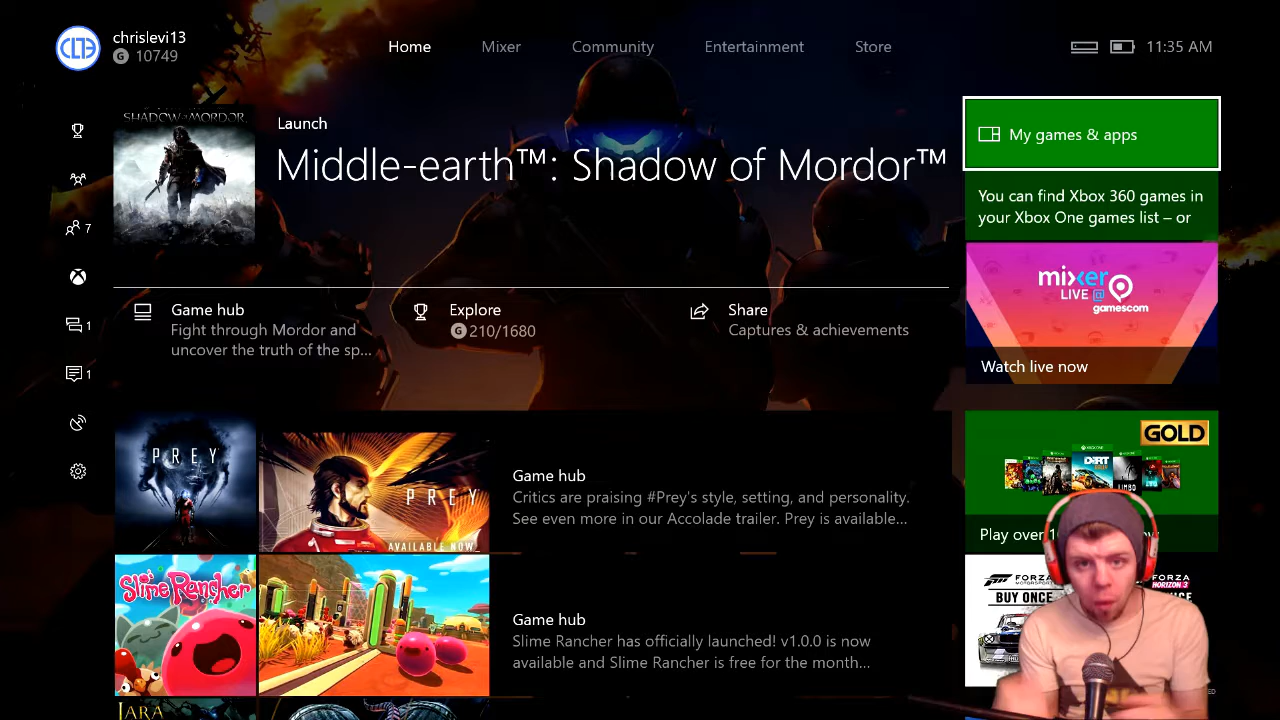 chrislevi13
G 10749
Home
Mixer
Community
Entertainment
Store
11:35 AM
SHADOW OF MORDOR
Launch
Middle-earth™: Shadow of Mordor™
My games & apps
You can find Xbox 360 games in
your Xbox One games list – or
7
1
1
mixer
LIVE @
gamescom
Watch live now
Game hub
Fight through Mordor and
uncover the truth of the sp...
Explore
G 210/1680
Share
Captures & achievements
PREY
PREY
AVAILABLE NOW
Game hub
Critics are praising #Prey's style, setting, and personality.
See even more in our Accolade trailer. Prey is available...
GOLD
DiRT
LIMBO
Play over
Slime Rancher
Game hub
Slime Rancher has officially launched! v1.0.0 is now
available and Slime Rancher is free for the month...
FORZA
MOTORSPORT
FORZA
HORIZON 3
BUY ONCE